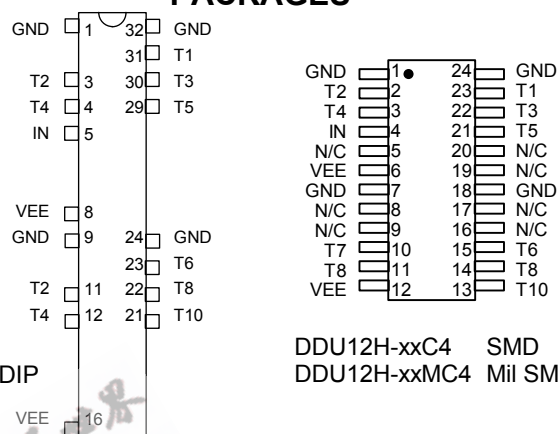 PACKAGES
GND 1 32 GND
31 T1
T2 3 30 T3
T4 4 29 T5
IN 5
VEE 8
GND 9 24 GND
23 T6
T2 11 22 T8
T4 12 21 T10
DIP
VEE 16
GND 1 24 GND
T2 2 23 T1
T4 3 22 T3
IN 4 21 T5
N/C 5 20 N/C
VEE 6 19 N/C
GND 7 18 GND
N/C 8 17 N/C
N/C 9 16 N/C
T7 10 15 T6
T8 11 14 T8
VEE 12 13 T10
DDU12H-xxC4 SMD
DDU12H-xxMC4 Mil SM